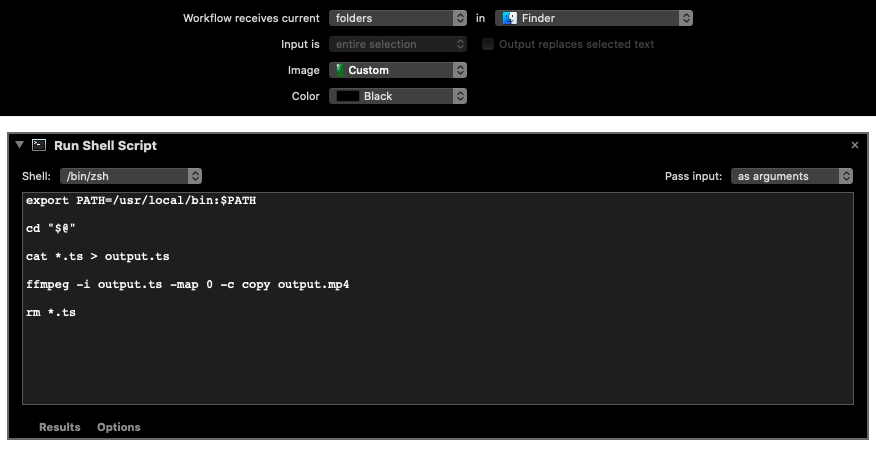 Workflow receives current folders in Finder
Input is entire selection Output replaces selected text
Image Custom
Color Black
Run Shell Script ×
Shell: /bin/zsh Pass input: as arguments
export PATH=/usr/local/bin:$PATH
cd "$@"
cat *.ts > output.ts
ffmpeg -i output.ts -map 0 -c copy output.mp4
rm *.ts
Results Options